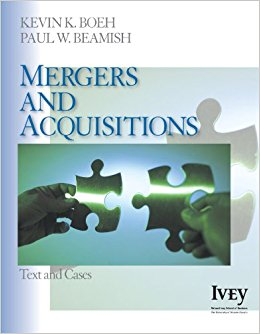 KEVIN K. BOEH
PAUL W. BEAMISH
MERGERS
AND
ACQUISITIONS
Text and Cases
IVEY